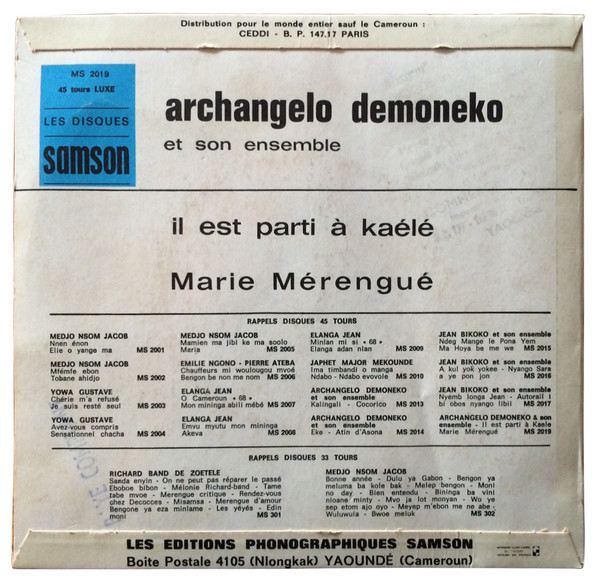 Distribution pour le monde entier sauf le Cameroun :
CEDDI - B. P. 147.17 PARIS
MS 2019
45 tours LUXE
LES DISQUES
samson
archangelo demoneko
et son ensemble
il est parti à kaélé
Marie Mérengué
RAPPELS DISQUES 45 TOURS
MEDJO NSOM JACOB
Nnen énon
Elie o yange ma MS 2001
MEDJO NSOM JACOB
Mfémfe ebon
Tobane ahidjo MS 2002
YOWA GUSTAVE
Chérie m'a refusé
Je suis resté seul MS 2003
YOWA GUSTAVE
Avez-vous compris
Sensationnel chacha MS 2004
MEDJO NSOM JACOB
Mamien ma jibi ke ma soolo
Maria MS 2005
EMILIE NGONO - PIERRE ATEBA
Chauffeurs mi woulougou mvoé
Bengon be non me nom MS 2006
ELANGA JEAN
O Cameroun « 68 »
Mon mininga abili mébé MS 2007
ELANGA JEAN
Emvu myutu mon mininga
Akeva MS 2008
ELANGA JEAN
Minlan mi si « 68 »
Elanga adan nlan MS 2009
JAPHET MAJOR MEKOUNDE
Ima timbandi o manga
Ndabo - Ndabo evovole MS 2010
ARCHANGELO DEMONEKO
et son ensemble
Kalingali - Cocorico MS 2013
ARCHANGELO DEMONEKO
et son ensemble
Eke - Atin d'Asona MS 2014
JEAN BIKOKO et son ensemble
Ndeg Mange le Pona Yem
Ma Hoya be me we MS 2015
JEAN BIKOKO et son ensemble
A kul yok yokee - Nyango Sara
a ye pon jon MS 2016
JEAN BIKOKO et son ensemble
Nyemb longa Jean - Autorail I
bi obos nyango libil MS 2017
ARCHANGELO DEMONEKO & son
ensemble - Il est parti à Kaele
Marie Mérengué MS 2019
RAPPELS DISQUES 33 TOURS
RICHARD BAND DE ZOETELE
Sanda enyin - On ne peut pas réparer le passé
Eboboe bibon - Mélonie Richard-band - Tame
tabe mvoe - Merengue critique - Rendez-vous
chez Decocces - Misamsa - Merengue d'amour
Bengone ya eza minlame - Les yéyés - Edin
moni MS 301
MEDJO NSOM JACOB
Bonne année - Dulu ya Gabon - Bengon ya
meluma ba kole bak - Melep bengon - Moni
no day - Bien entendu - Bininga ba vini
nloane minty mame - Mvo ja lot monyan - Wo ye
sep etom ajo oyo - Meyep m'ebon me ne abe -
Wuluwula - Bwoe meluk MS 302
LES EDITIONS PHONOGRAPHIQUES SAMSON
Boite Postale 4105 (Nlongkak) YAOUNDÉ (Cameroun)